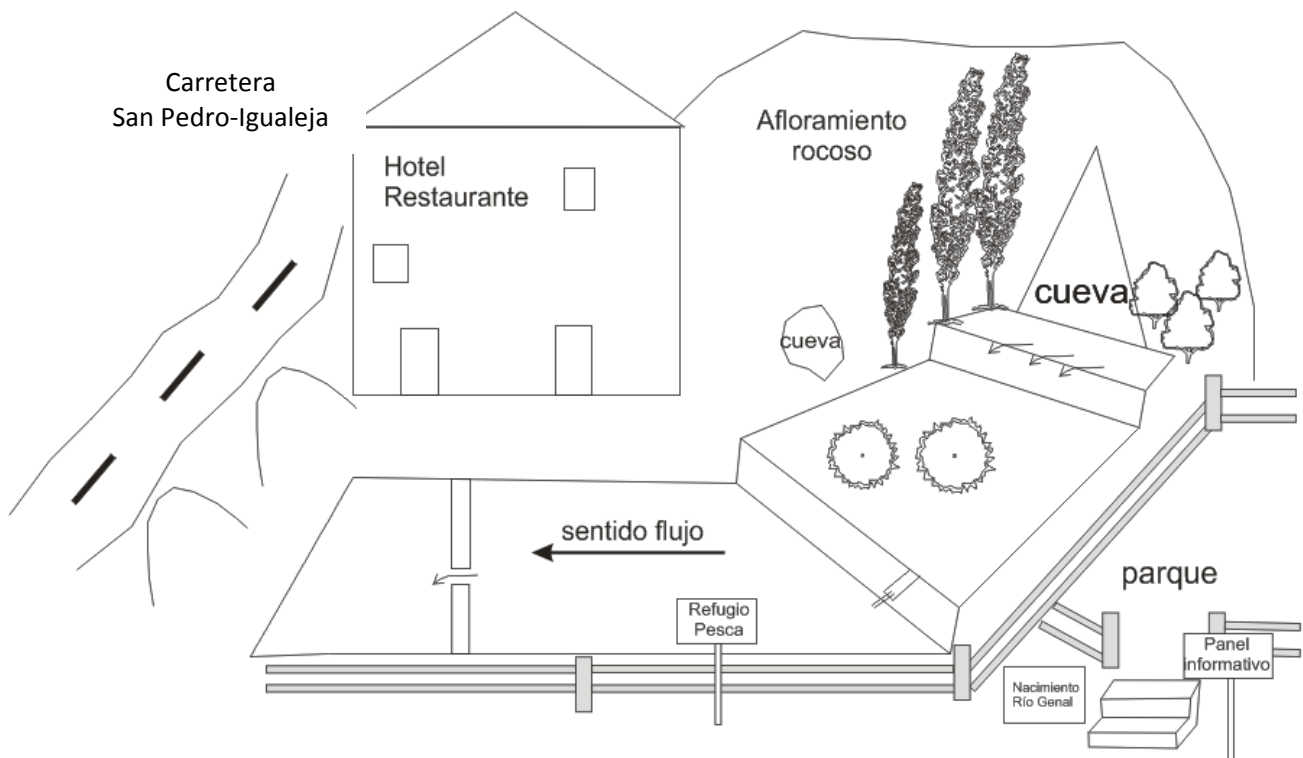 Carretera
San Pedro-Igualeja
Hotel
Restaurante
Afloramiento
rocoso
cueva
cueva
sentido flujo
parque
Refugio
Pesca
Panel
informativo
Nacimiento
Río Genal